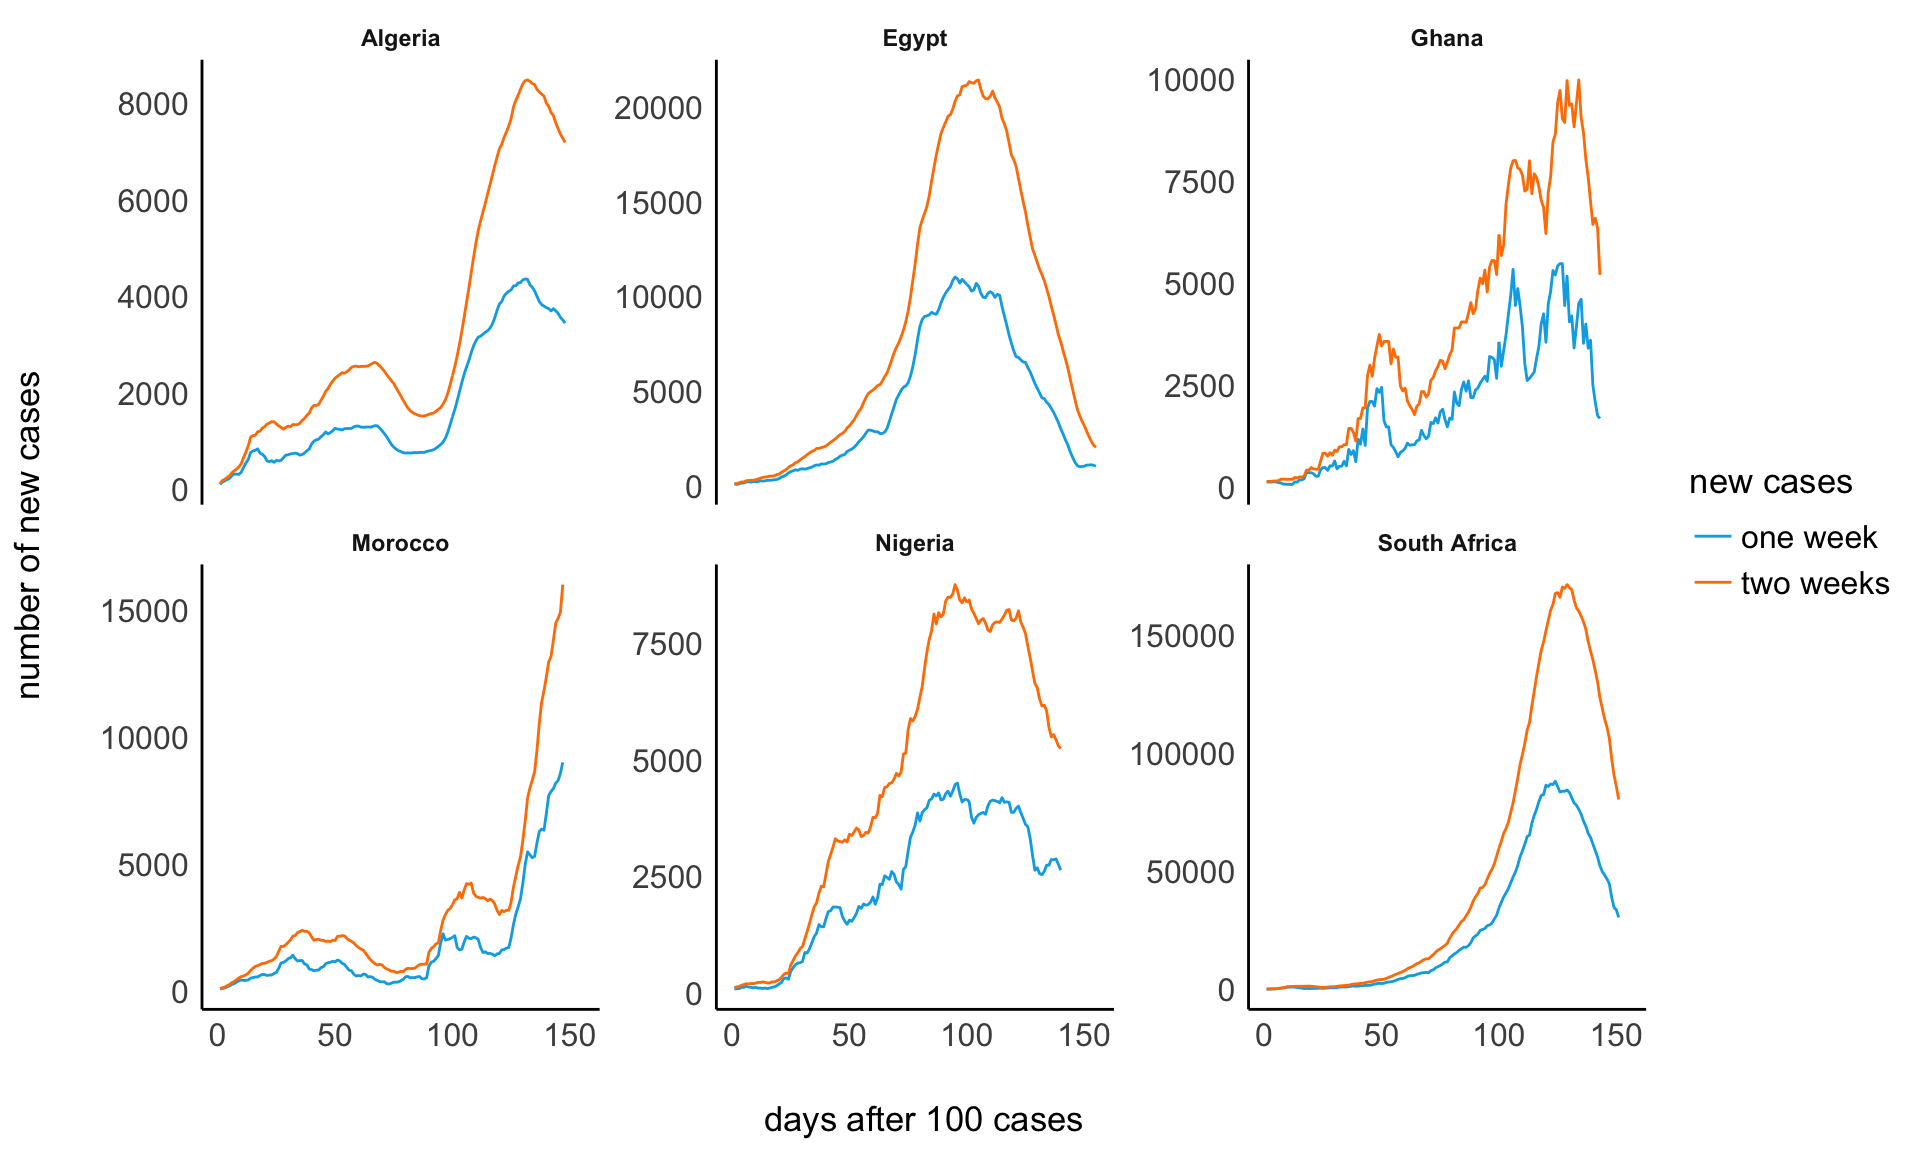 Algeria
Egypt
Ghana
8000
6000
4000
2000
0
20000
15000
10000
5000
0
10000
7500
5000
2500
0
number of new cases
Morocco
Nigeria
South Africa
15000
10000
5000
0
7500
5000
2500
0
150000
100000
50000
0
0 50 100 150
0 50 100 150
0 50 100 150
days after 100 cases
new cases
one week
two weeks